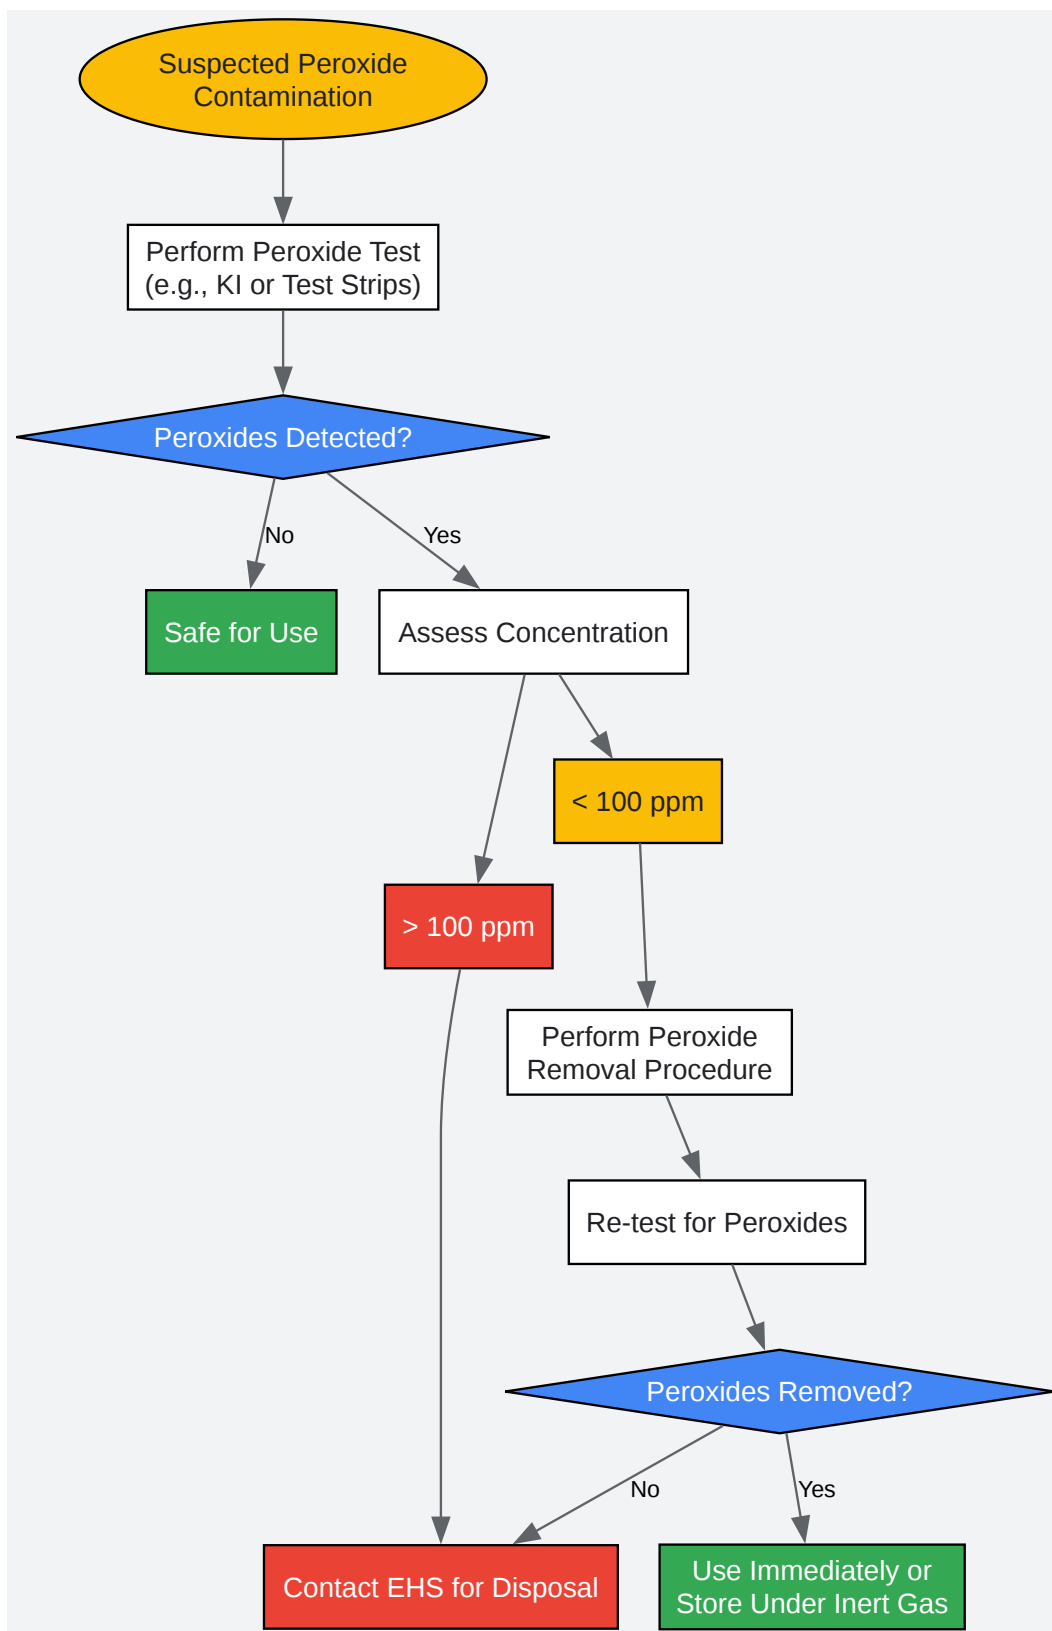 Suspected Peroxide
Contamination
Perform Peroxide Test
(e.g., KI or Test Strips)
Peroxides Detected?
No
Yes
Safe for Use
Assess Concentration
< 100 ppm
> 100 ppm
Perform Peroxide
Removal Procedure
Re-test for Peroxides
Peroxides Removed?
No
Yes
Contact EHS for Disposal
Use Immediately or
Store Under Inert Gas